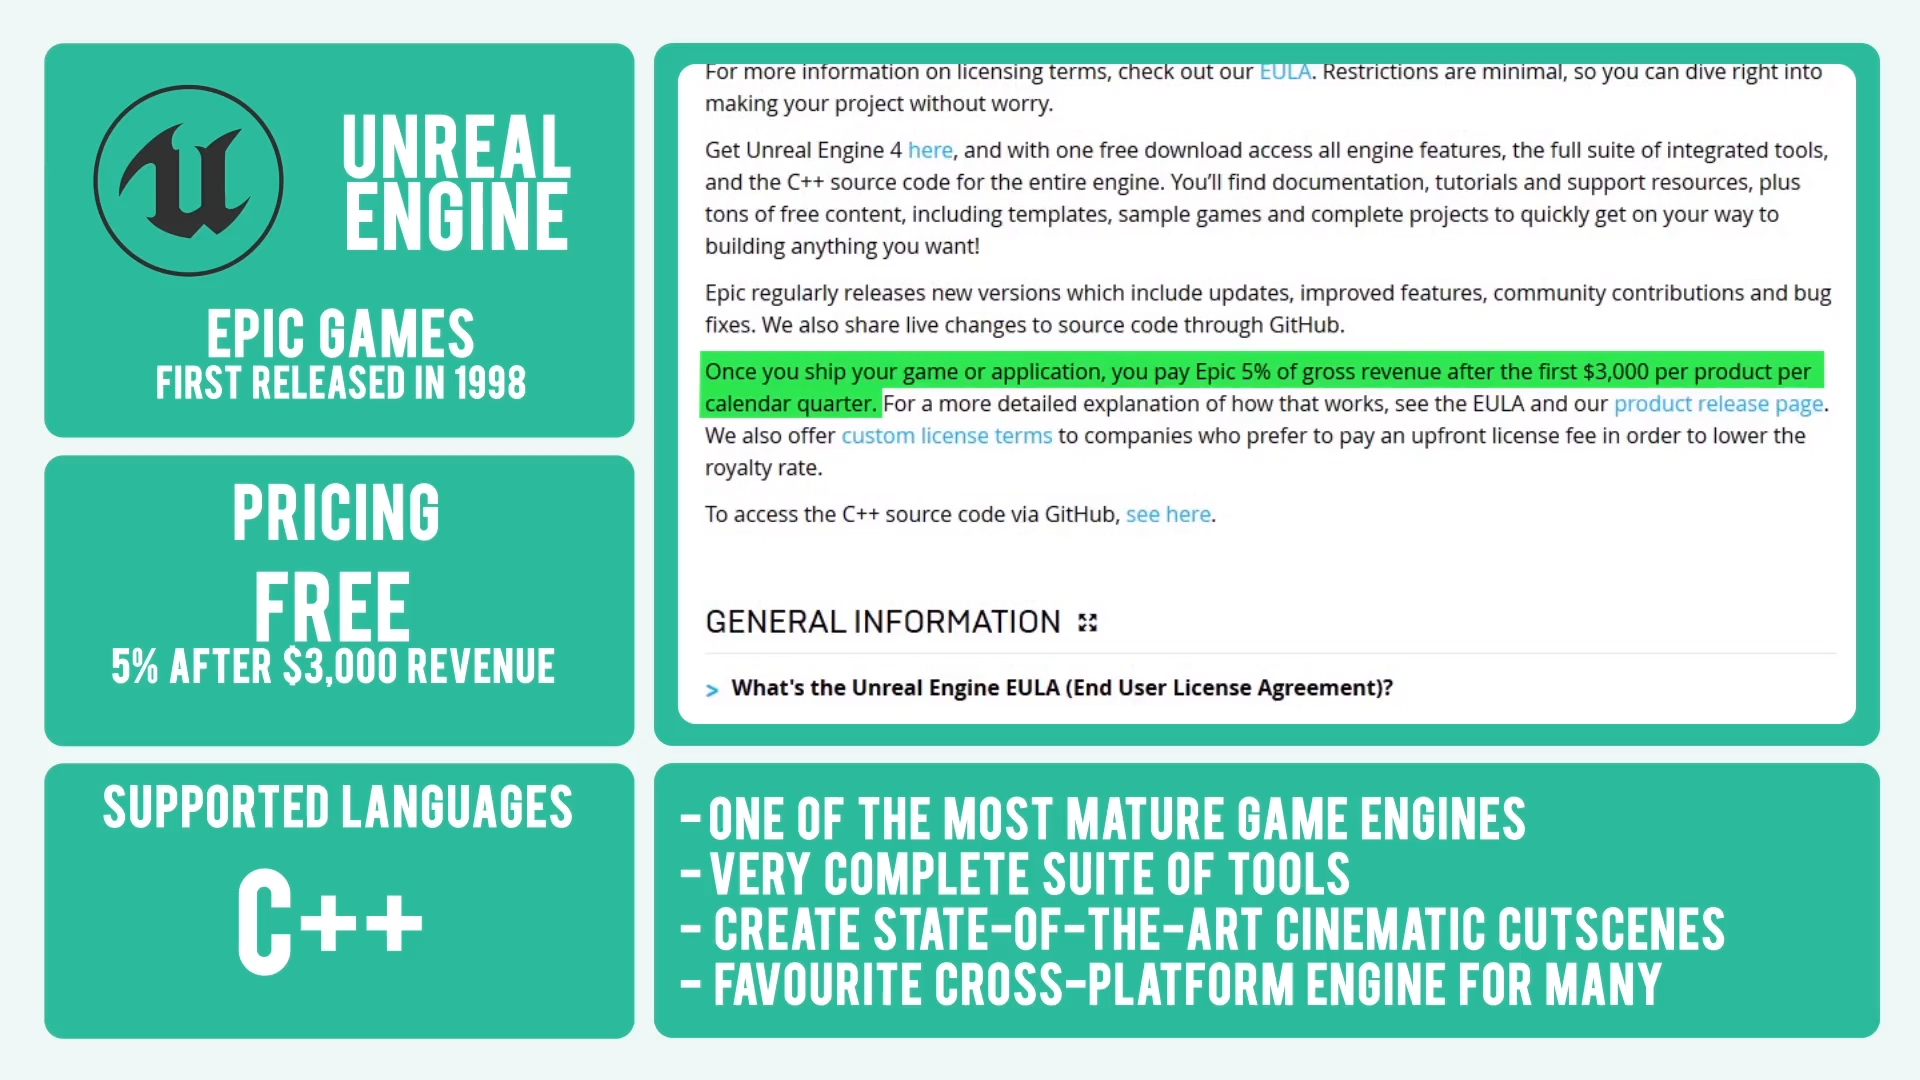 UNREAL
ENGINE
EPIC GAMES
FIRST RELEASED IN 1998
PRICING
FREE
5% AFTER $3,000 REVENUE
SUPPORTED LANGUAGES
C++
For more information on licensing terms, check out our EULA. Restrictions are minimal, so you can dive right into
making your project without worry.
Get Unreal Engine 4 here, and with one free download access all engine features, the full suite of integrated tools,
and the C++ source code for the entire engine. You’ll find documentation, tutorials and support resources, plus
tons of free content, including templates, sample games and complete projects to quickly get on your way to
building anything you want!
Epic regularly releases new versions which include updates, improved features, community contributions and bug
fixes. We also share live changes to source code through GitHub.
Once you ship your game or application, you pay Epic 5% of gross revenue after the first $3,000 per product per
calendar quarter. For a more detailed explanation of how that works, see the EULA and our product release page.
We also offer custom license terms to companies who prefer to pay an upfront license fee in order to lower the
royalty rate.
To access the C++ source code via GitHub, see here.
GENERAL INFORMATION
> What's the Unreal Engine EULA (End User License Agreement)?
- ONE OF THE MOST MATURE GAME ENGINES
- VERY COMPLETE SUITE OF TOOLS
- CREATE STATE-OF-THE-ART CINEMATIC CUTSCENES
- FAVOURITE CROSS-PLATFORM ENGINE FOR MANY